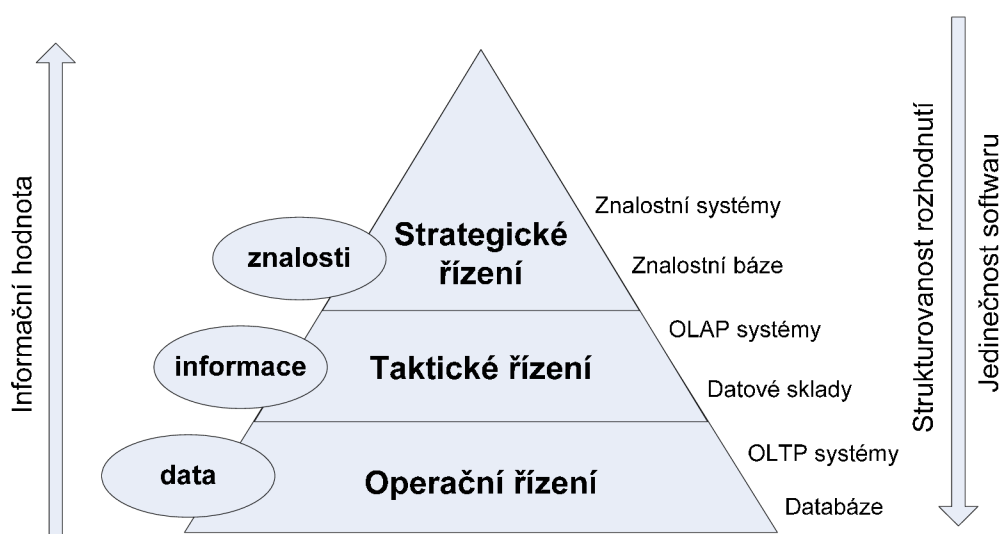 Informační hodnota
Strukturovanost rozhodnutí
Jedinečnost softwaru
Znalostní systémy
znalosti
Strategické
řízení
Znalostní báze
OLAP systémy
informace
Taktické řízení
Datové sklady
OLTP systémy
data
Operační řízení
Databáze